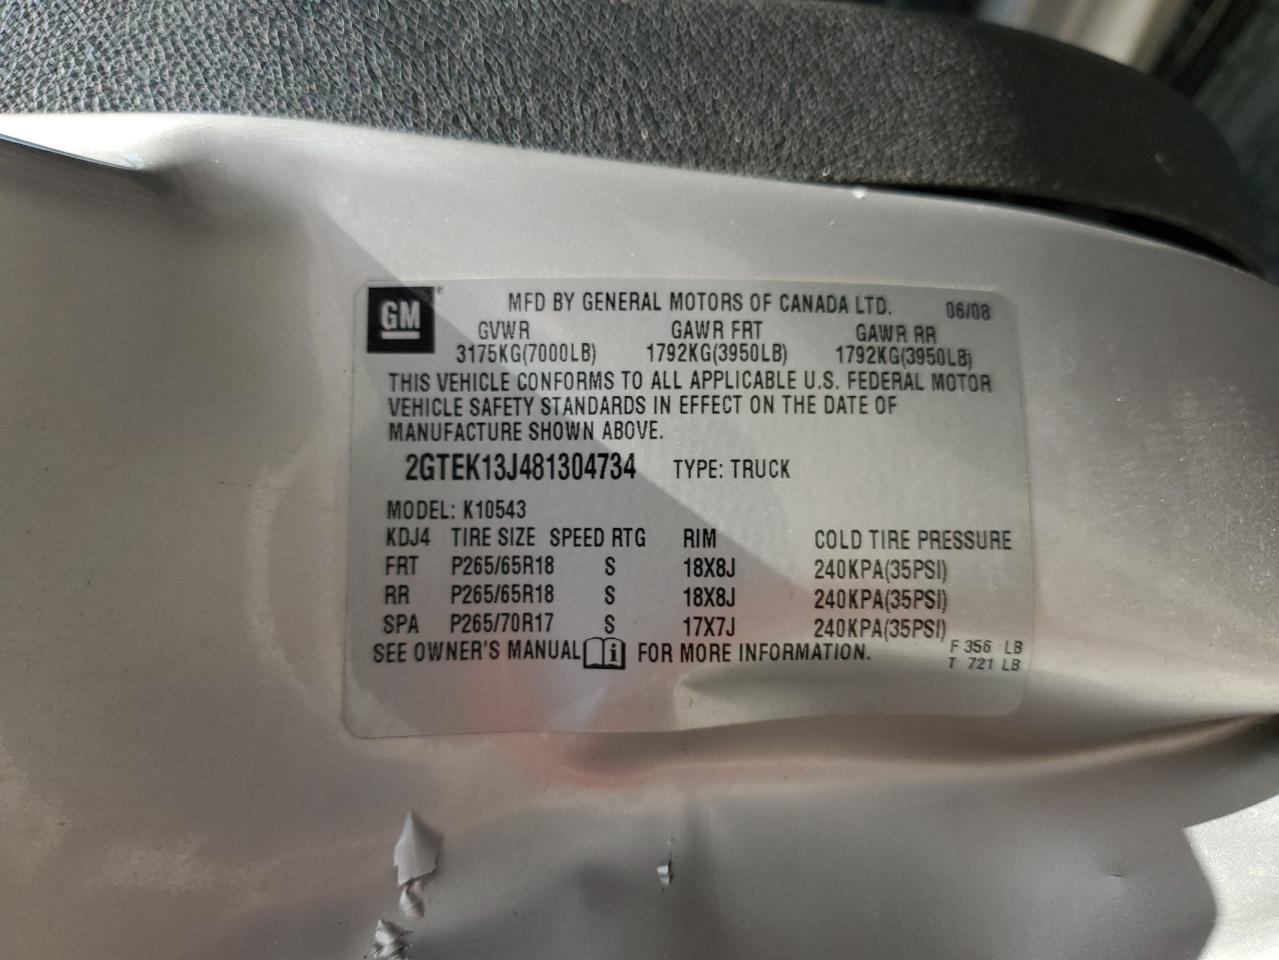 GM® MFD BY GENERAL MOTORS OF CANADA LTD. 06/08
GVWR GAWR FRT GAWR RR
3175KG(7000LB) 1792KG(3950LB) 1792KG(3950LB)
THIS VEHICLE CONFORMS TO ALL APPLICABLE U.S. FEDERAL MOTOR
VEHICLE SAFETY STANDARDS IN EFFECT ON THE DATE OF
MANUFACTURE SHOWN ABOVE.
2GTEK13J481304734 TYPE: TRUCK
MODEL: K10543
KDJ4 TIRE SIZE SPEED RTG RIM COLD TIRE PRESSURE
FRT P265/65R18 S 18X8J 240KPA(35PSI)
RR P265/65R18 S 18X8J 240KPA(35PSI)
SPA P265/70R17 S 17X7J 240KPA(35PSI)
SEE OWNER'S MANUAL i FOR MORE INFORMATION. F 356 LB
T 721 LB